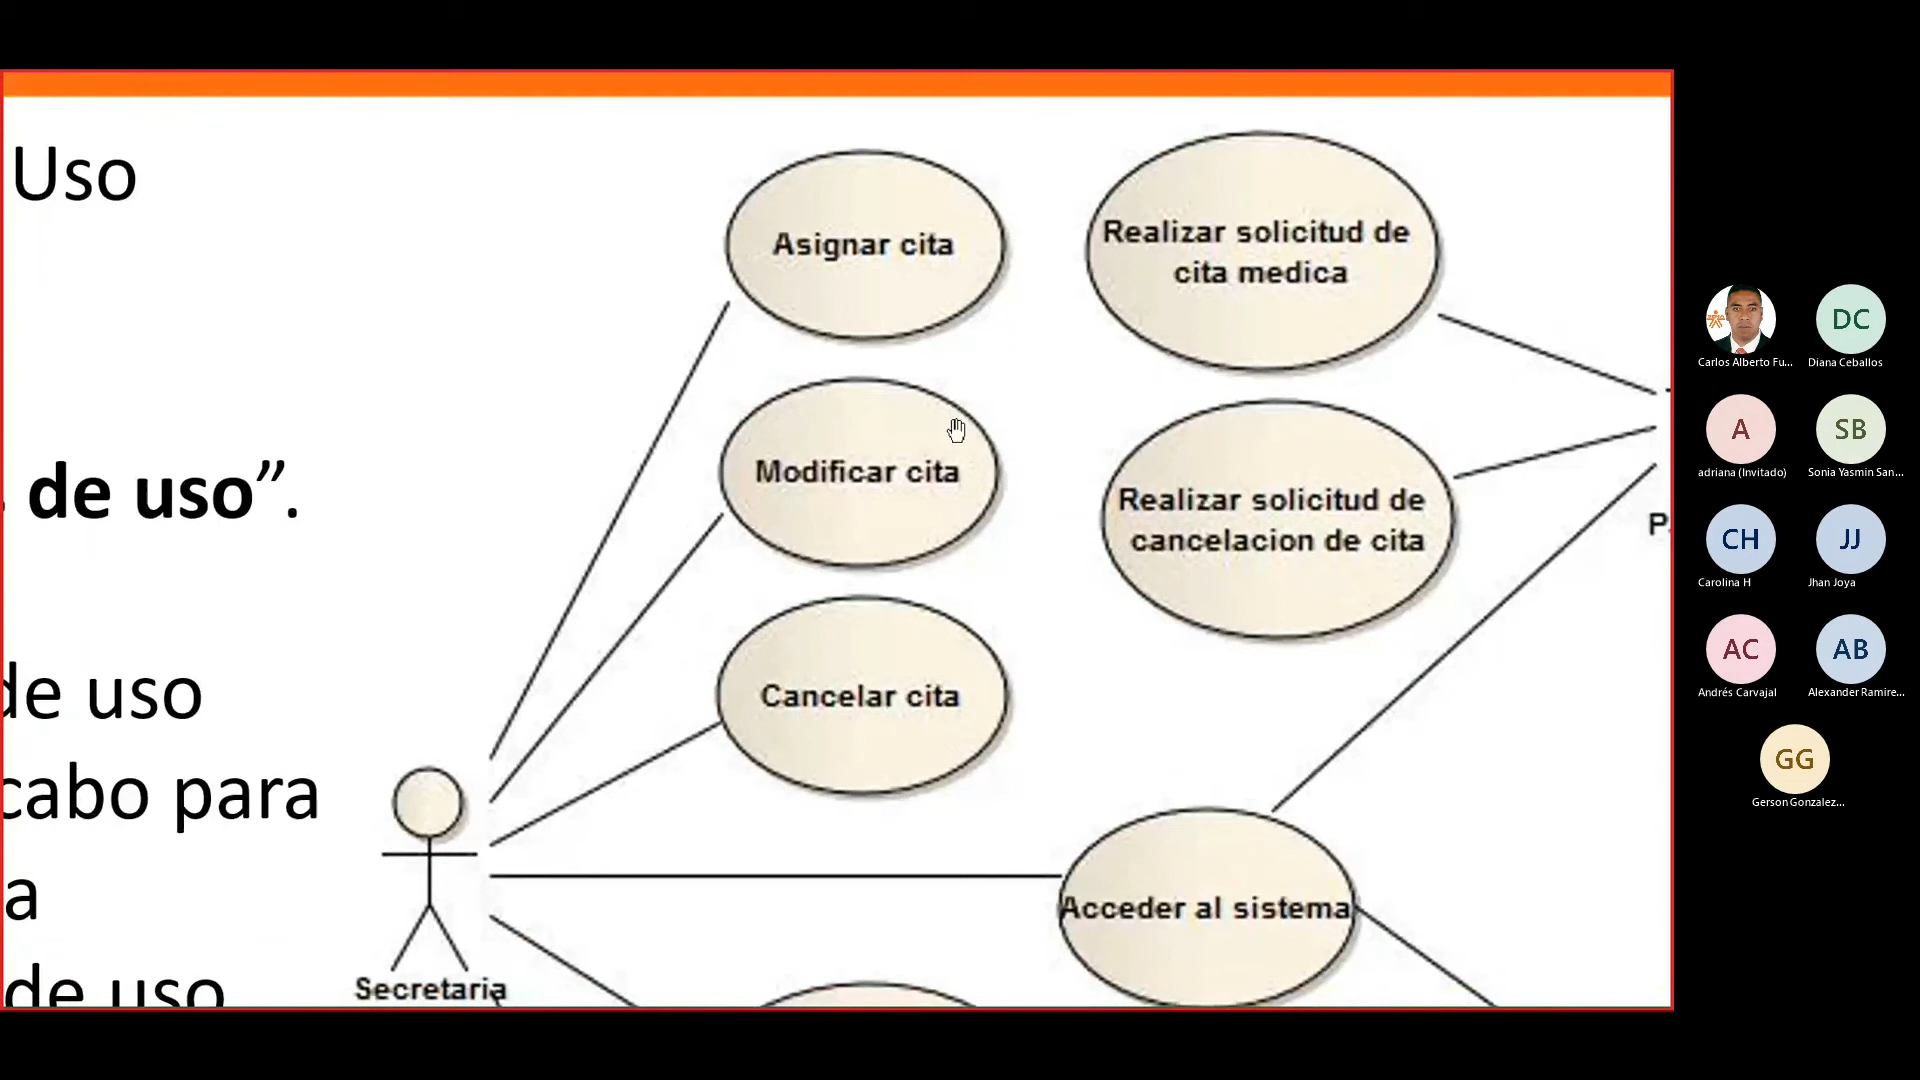 Uso
de uso”.
de uso
cabo para
a
de uso
Asignar cita
Modificar cita
Cancelar cita
Realizar solicitud de
cita medica
Realizar solicitud de
cancelacion de cita
Acceder al sistema
Secretaria
P
Carlos Alberto Fu...
DC
Diana Ceballos
A
adriana (Invitado)
SB
Sonia Yasmin San...
CH
Carolina H
JJ
Jhan Joya
AC
Andrés Carvajal
AB
Alexander Ramire...
GG
Gerson Gonzalez...